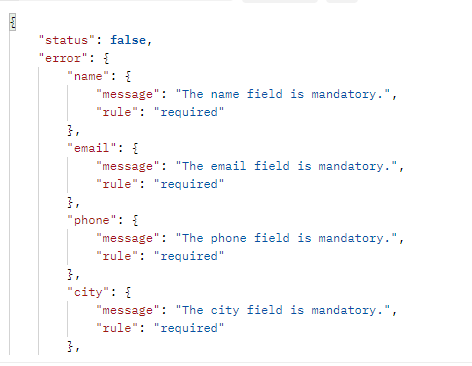 {
"status": false,
"error": {
"name": {
"message": "The name field is mandatory.",
"rule": "required"
},
"email": {
"message": "The email field is mandatory.",
"rule": "required"
},
"phone": {
"message": "The phone field is mandatory.",
"rule": "required"
},
"city": {
"message": "The city field is mandatory.",
"rule": "required"
},